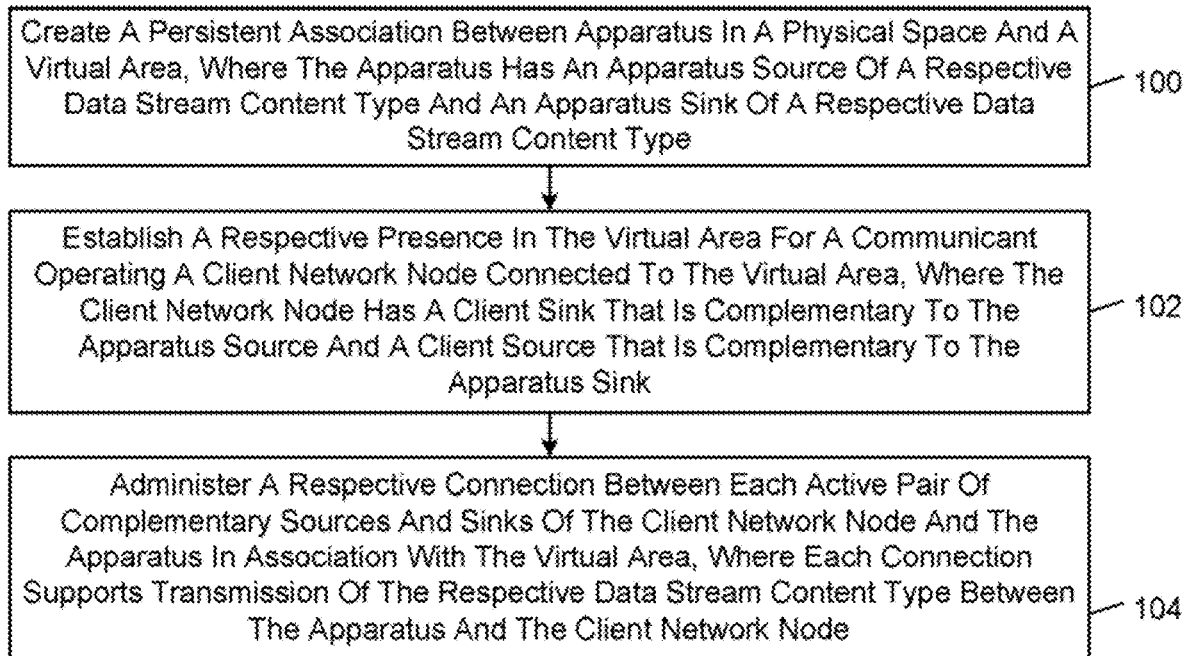 Create A Persistent Association Between Apparatus In A Physical Space And A
Virtual Area, Where The Apparatus Has An Apparatus Source Of A Respective
Data Stream Content Type And An Apparatus Sink Of A Respective Data
Stream Content Type
100
Establish A Respective Presence In The Virtual Area For A Communicant
Operating A Client Network Node Connected To The Virtual Area, Where The
Client Network Node Has A Client Sink That Is Complementary To The
Apparatus Source And A Client Source That Is Complementary To The
Apparatus Sink
102
Administer A Respective Connection Between Each Active Pair Of
Complementary Sources And Sinks Of The Client Network Node And The
Apparatus In Association With The Virtual Area, Where Each Connection
Supports Transmission Of The Respective Data Stream Content Type Between
The Apparatus And The Client Network Node
104